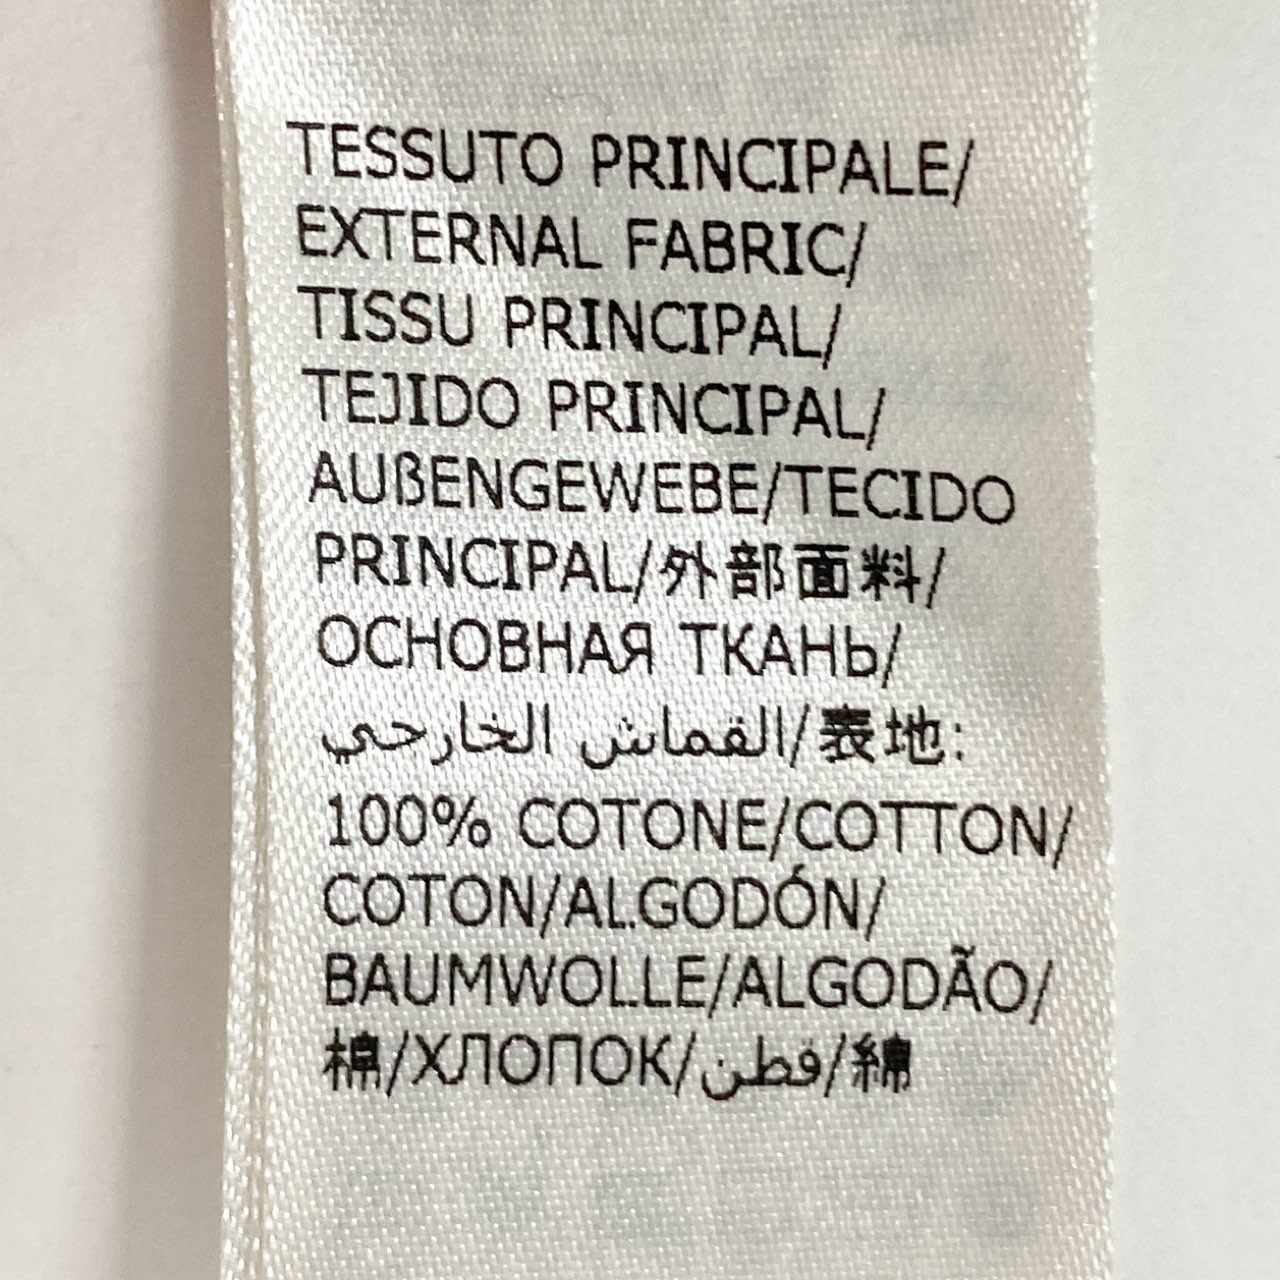 TESSUTO PRINCIPALE/
EXTERNAL FABRIC/
TISSU PRINCIPAL/
TEJIDO PRINCIPAL/
AUßENGEWEBE/TECIDO
PRINCIPAL/外部面料/
ОСНОВНАЯ ТКАНЬ/
القماش الخارجي/表地:
100% COTONE/COTTON/
COTON/ALGODÓN/
BAUMWOLLE/ALGODÃO/
棉/ХЛОПОК/قطن/綿